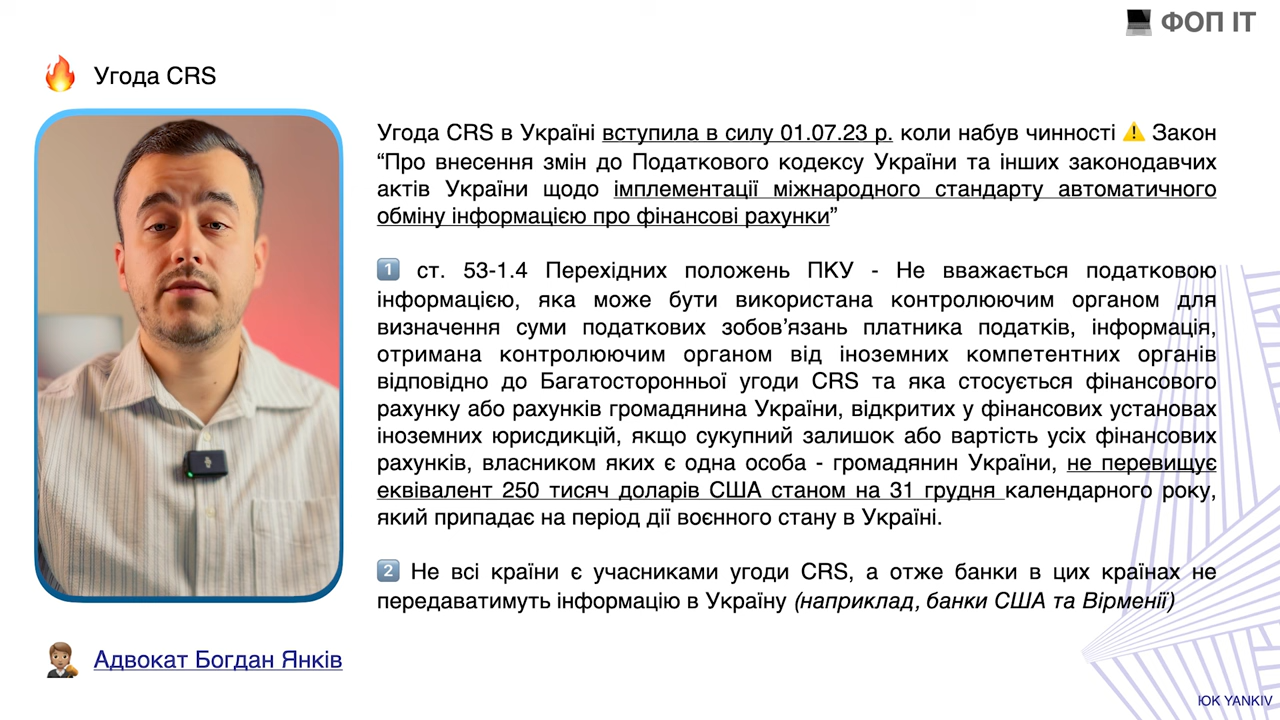 ФОП ІТ
Угода CRS
Угода CRS в Україні вступила в силу 01.07.23 р. коли набув чинності ⚠️ Закон
“Про внесення змін до Податкового кодексу України та інших законодавчих
актів України щодо імплементації міжнародного стандарту автоматичного
обміну інформацією про фінансові рахунки”
1 ст. 53-1.4 Перехідних положень ПКУ - Не вважається податковою
інформацією, яка може бути використана контролюючим органом для
визначення суми податкових зобов’язань платника податків, інформація,
отримана контролюючим органом від іноземних компетентних органів
відповідно до Багатосторонньої угоди CRS та яка стосується фінансового
рахунку або рахунків громадянина України, відкритих у фінансових установах
іноземних юрисдикцій, якщо сукупний залишок або вартість усіх фінансових
рахунків, власником яких є одна особа - громадянин України, не перевищує
еквівалент 250 тисяч доларів США станом на 31 грудня календарного року,
який припадає на період дії воєнного стану в Україні.
2 Не всі країни є учасниками угоди CRS, а отже банки в цих країнах не
передаватимуть інформацію в Україну (наприклад, банки США та Вірменії)
Адвокат Богдан Янків
ЮК YANKIV